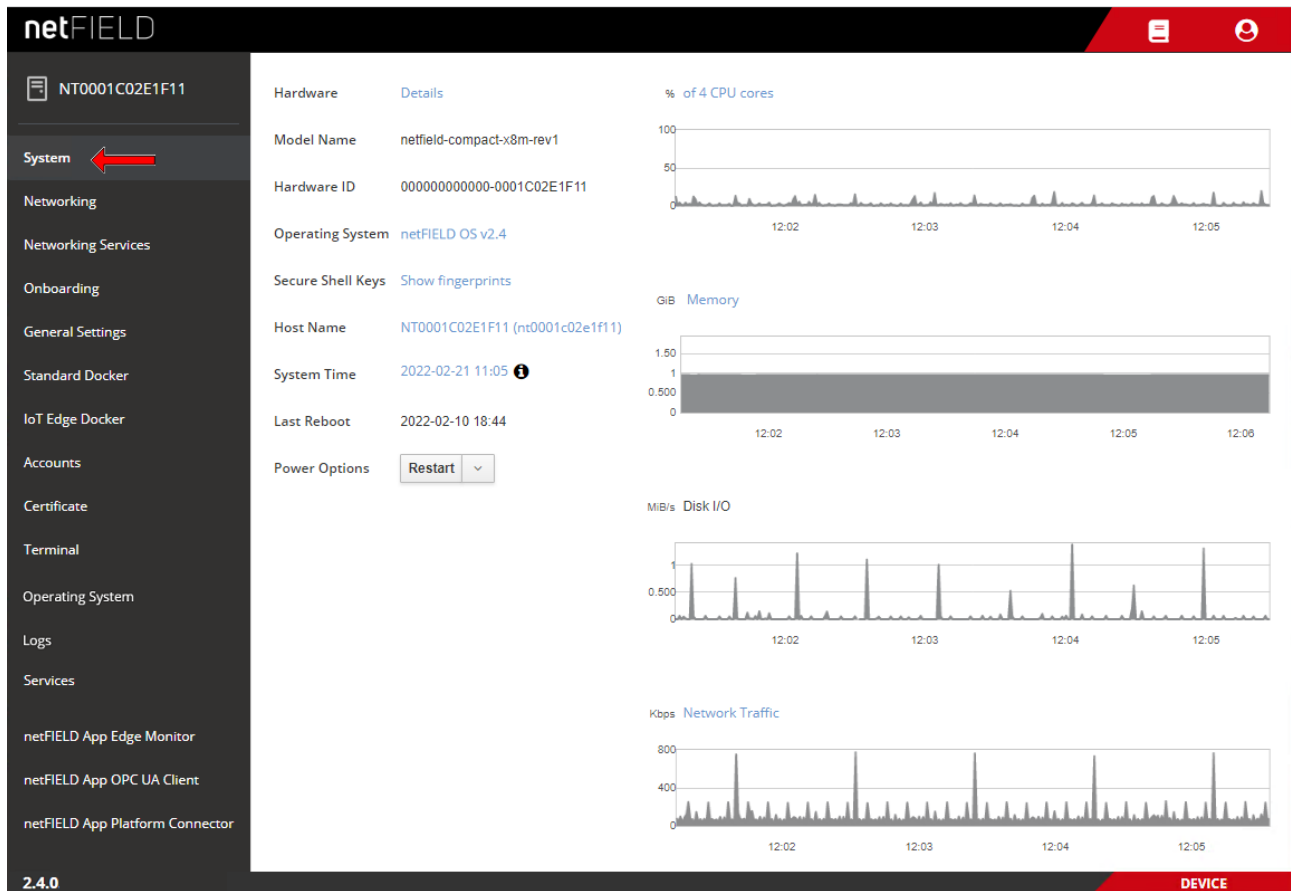 netFIELD
NT0001C02E1F11
System
Networking
Networking Services
Onboarding
General Settings
Standard Docker
IoT Edge Docker
Accounts
Certificate
Terminal
Operating System
Logs
Services
netFIELD App Edge Monitor
netFIELD App OPC UA Client
netFIELD App Platform Connector
2.4.0
Hardware Details
Model Name netfield-compact-x8m-rev1
Hardware ID 000000000000-0001C02E1F11
Operating System netFIELD OS v2.4
Secure Shell Keys Show fingerprints
Host Name NT0001C02E1F11 (nt0001c02e1f11)
System Time 2022-02-21 11:05
Last Reboot 2022-02-10 18:44
Power Options Restart
% of 4 CPU cores
100
50
0
12:02 12:03 12:04 12:05
GiB Memory
1.50
1
0.500
0
12:02 12:03 12:04 12:05 12:06
MiB/s Disk I/O
1
0.500
0
12:02 12:03 12:04 12:05
Kbps Network Traffic
800
400
0
12:02 12:03 12:04 12:05
DEVICE